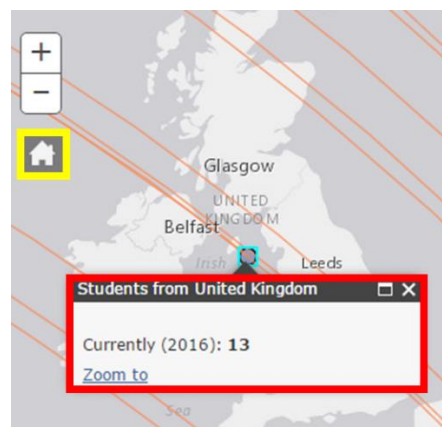 +
−
Glasgow
UNITED
KINGDOM
Belfast
Irish
Leeds
Students from United Kingdom
Currently (2016): 13
Zoom to
Sea